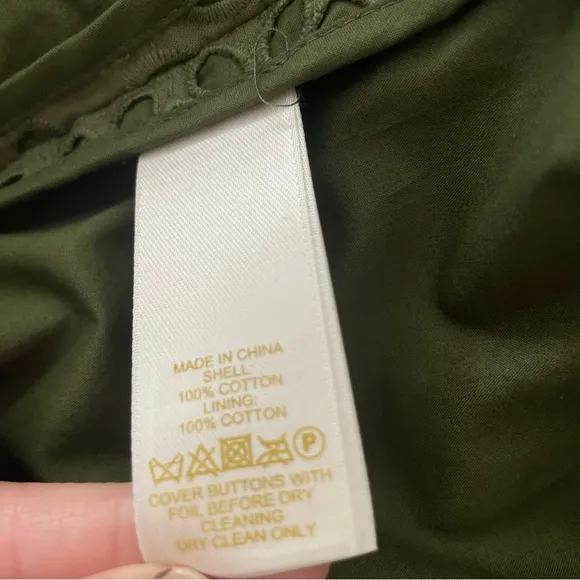 MADE IN CHINA
SHELL:
100% COTTON
LINING:
100% COTTON
P
COVER BUTTONS WITH
FOIL BEFORE DRY
CLEANING
DRY CLEAN ONLY